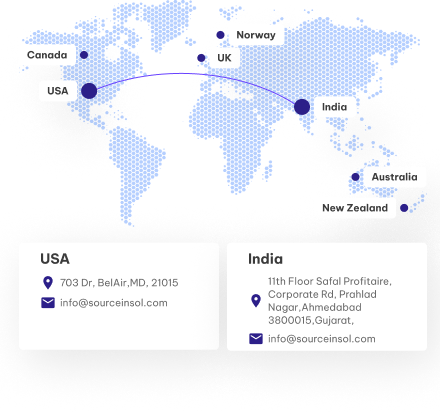 Norway
Canada
UK
USA
India
Australia
New Zealand
USA
703 Dr, BelAir,MD, 21015
info@sourceinsol.com
India
11th Floor Safal Profitaire,
Corporate Rd, Prahlad
Nagar,Ahmedabad
3800015,Gujarat,
info@sourceinsol.com